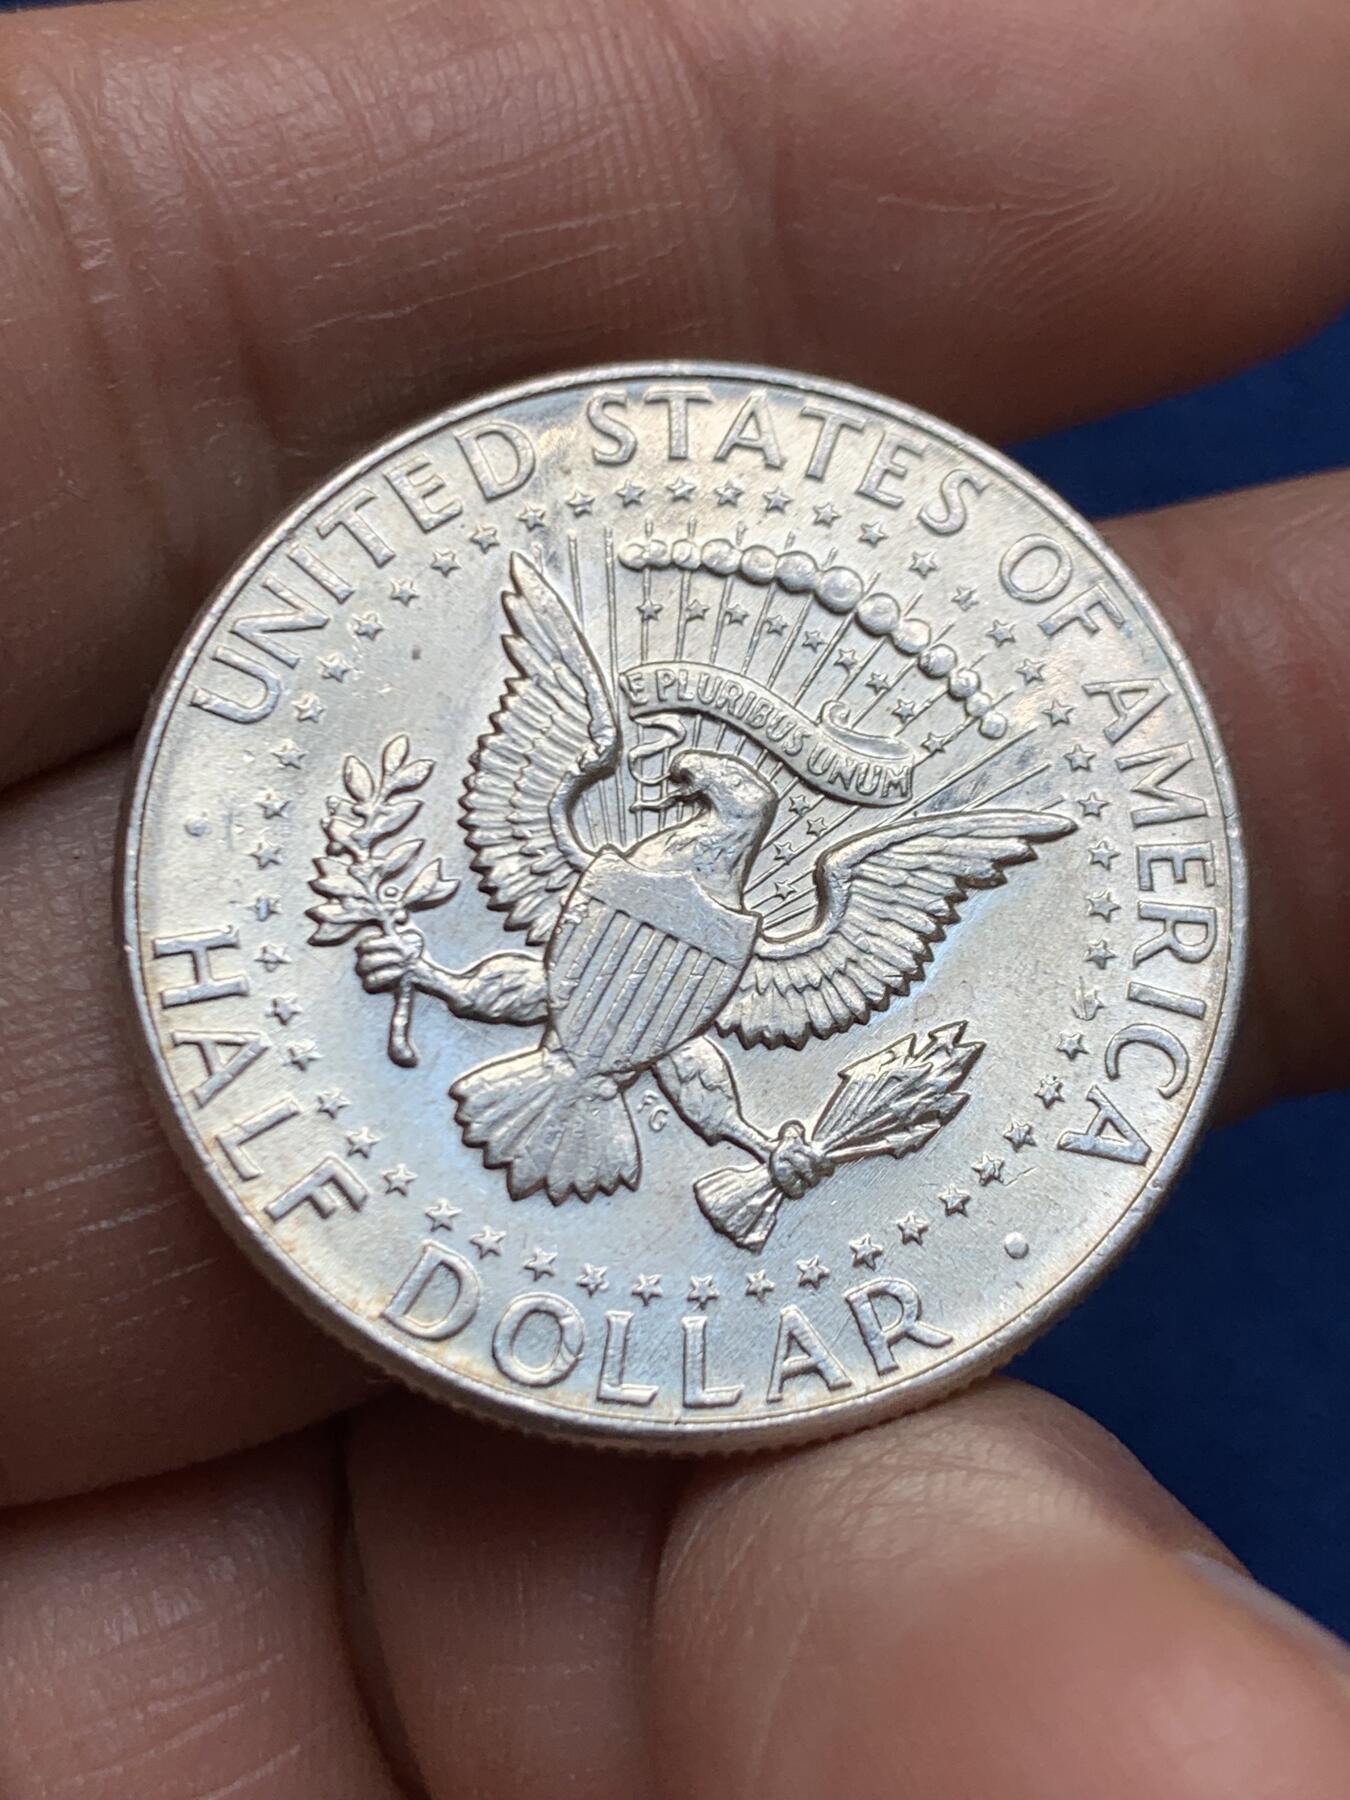 UNITED STATES OF AMERICA
E PLURIBUS UNUM
FG
HALF DOLLAR